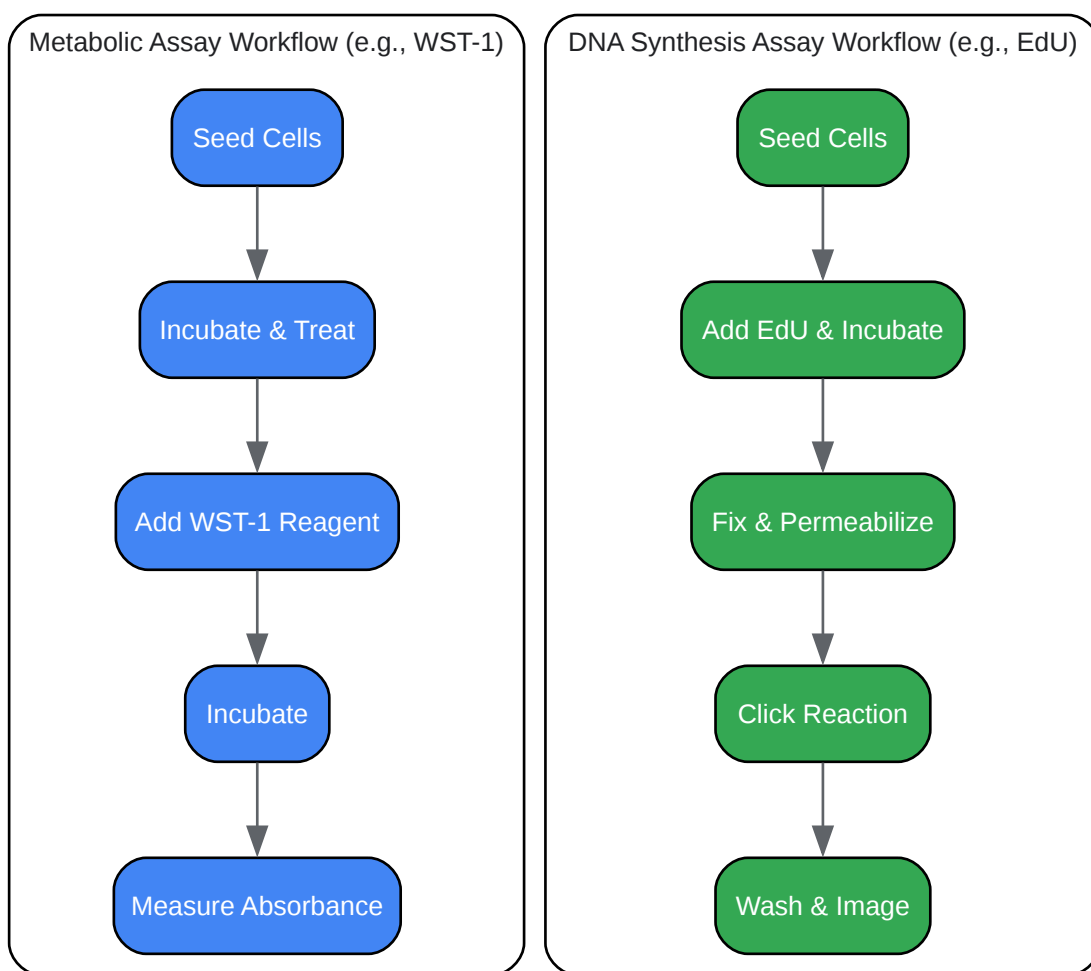 Metabolic Assay Workflow (e.g., WST-1)
Seed Cells
Incubate & Treat
Add WST-1 Reagent
Incubate
Measure Absorbance
DNA Synthesis Assay Workflow (e.g., EdU)
Seed Cells
Add EdU & Incubate
Fix & Permeabilize
Click Reaction
Wash & Image